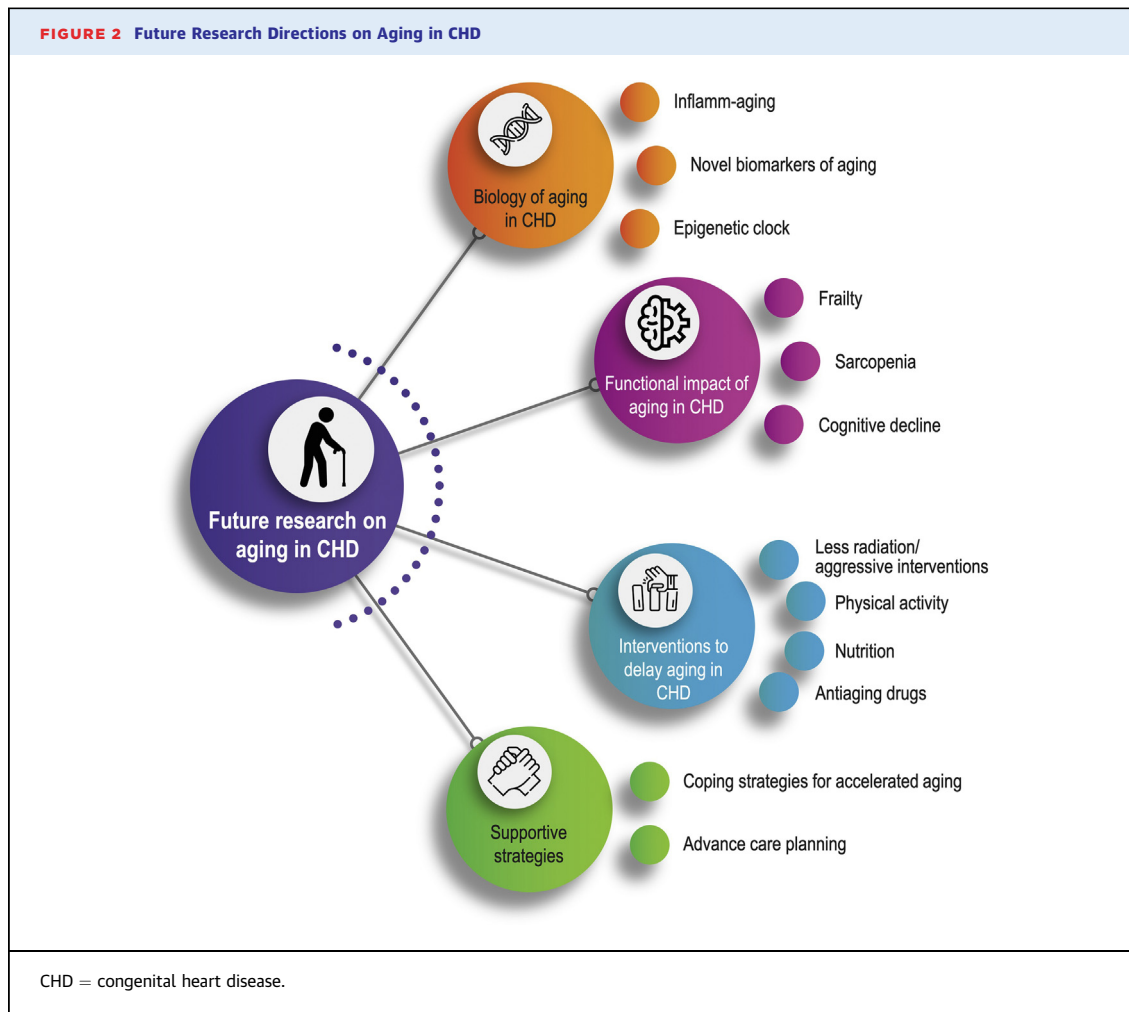 FIGURE 2 Future Research Directions on Aging in CHD
Biology of aging
in CHD
Inflamm-aging
Novel biomarkers of aging
Epigenetic clock
Functional impact of
aging in CHD
Frailty
Sarcopenia
Cognitive decline
Future research on
aging in CHD
Interventions to
delay aging in
CHD
Less radiation/
aggressive interventions
Physical activity
Nutrition
Antiaging drugs
Supportive
strategies
Coping strategies for accelerated aging
Advance care planning
CHD = congenital heart disease.